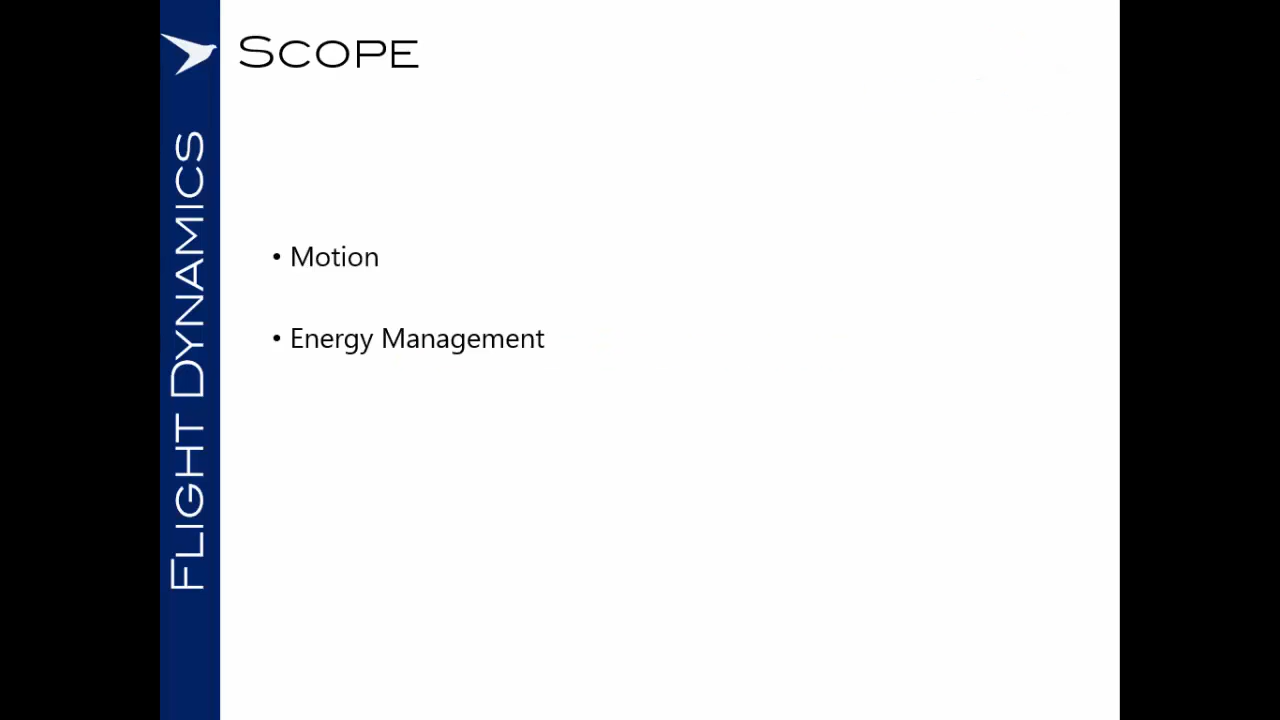 Scope
Flight Dynamics
• Motion
• Energy Management